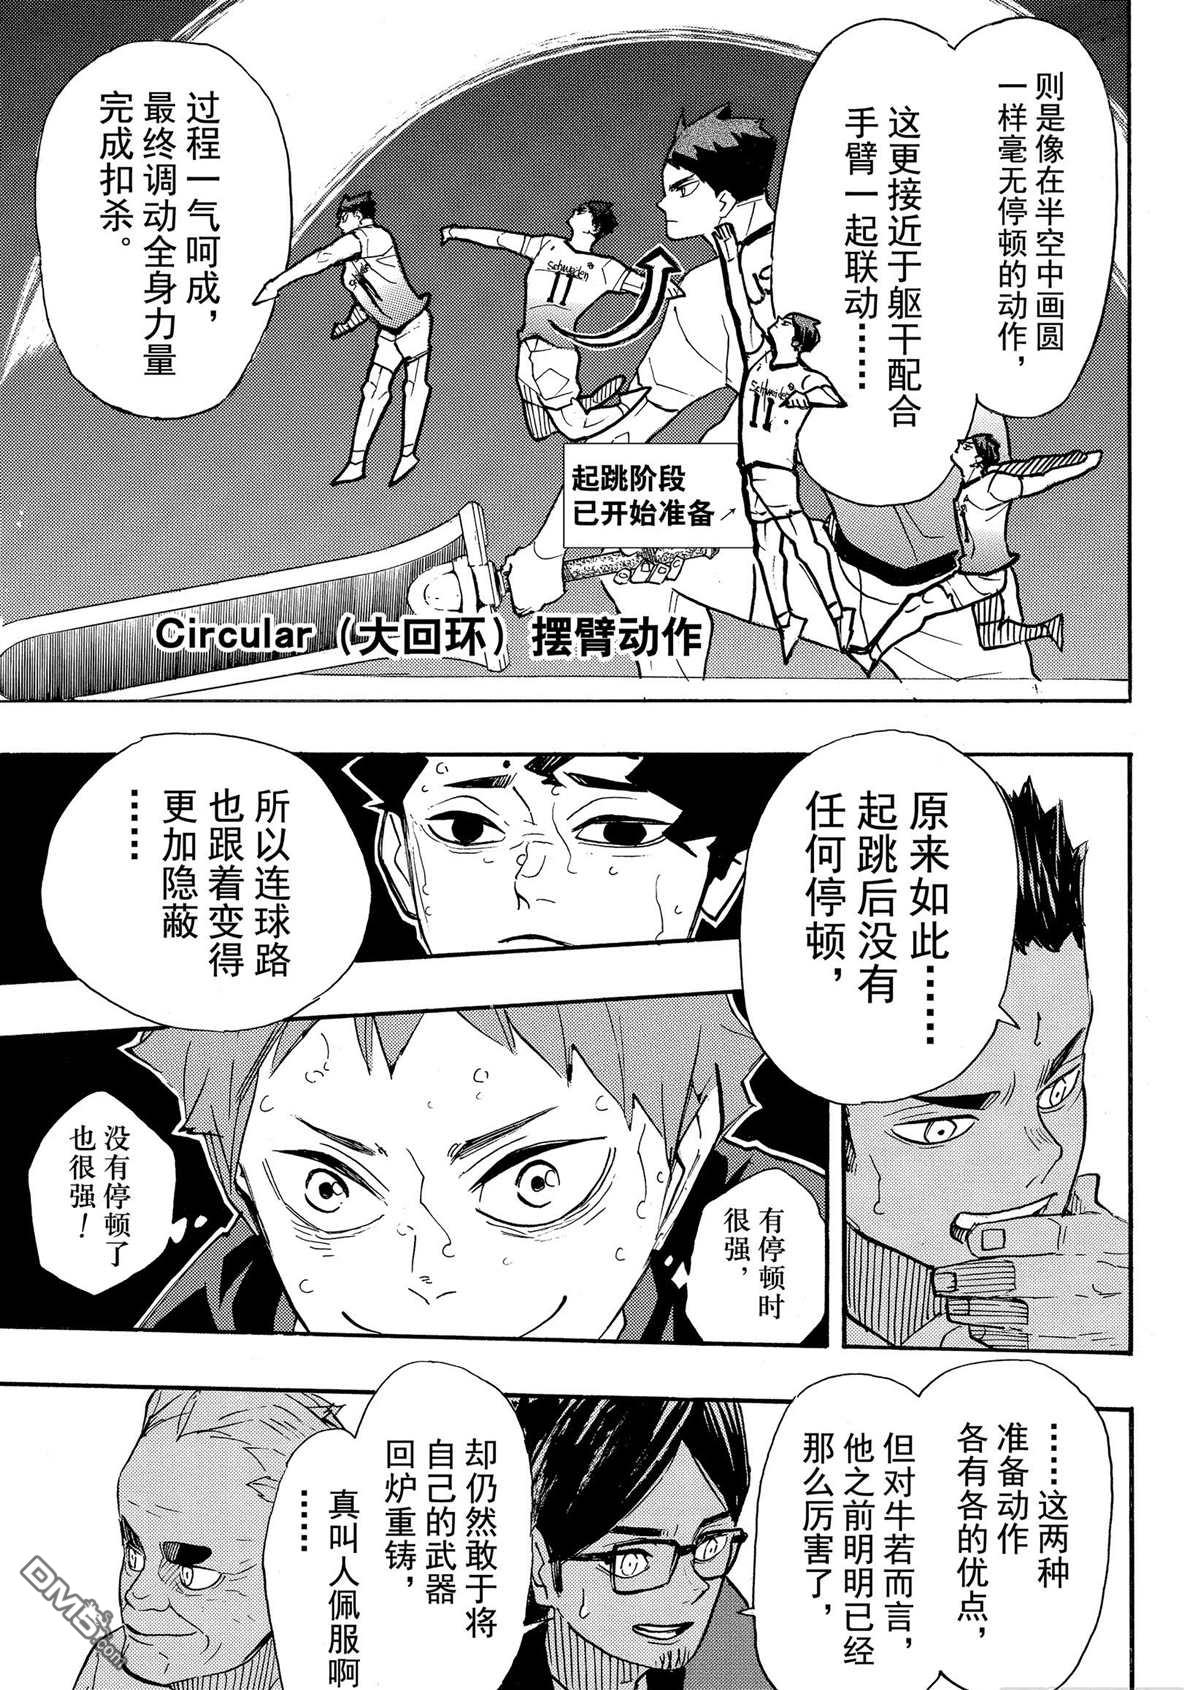 则是像在半空中画圆
一样毫无停顿的动作，
这更接近于躯干配合
手臂一起联动……
过程一气呵成，
最终调动全身力量
完成扣杀。
Schweiden
11
Schweiden
11
起跳阶段
已开始准备
Circular（大回环）摆臂动作
原来如此……
起跳后没有
任何停顿，
所以连球路
也跟着变得
更加隐蔽
……
有停顿时
很强，
没有停顿了
也很强！
……这两种
准备动作
各有各的优点，
但对牛若而言，
他之前明明已经
那么厉害了，
却仍然敢于将
自己的武器
回炉重铸，
真叫人佩服啊
……
DM5.com